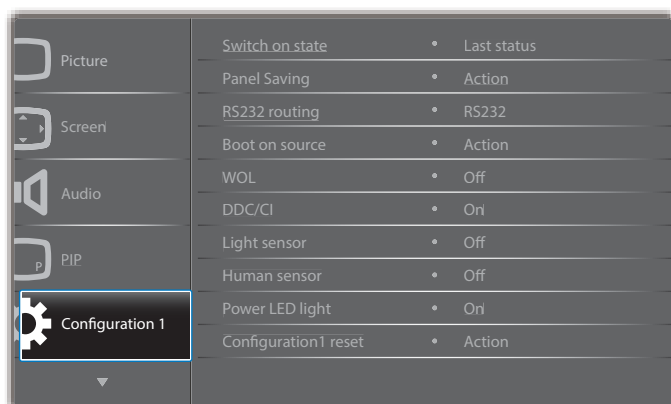 Picture
Screen
Audio
P
PIP
Configuration 1
Switch on state • Last status
Panel Saving • Action
RS232 routing • RS232
Boot on source • Action
WOL • Off
DDC/CI • On
Light sensor • Off
Human sensor • Off
Power LED light • On
Configuration1 reset • Action